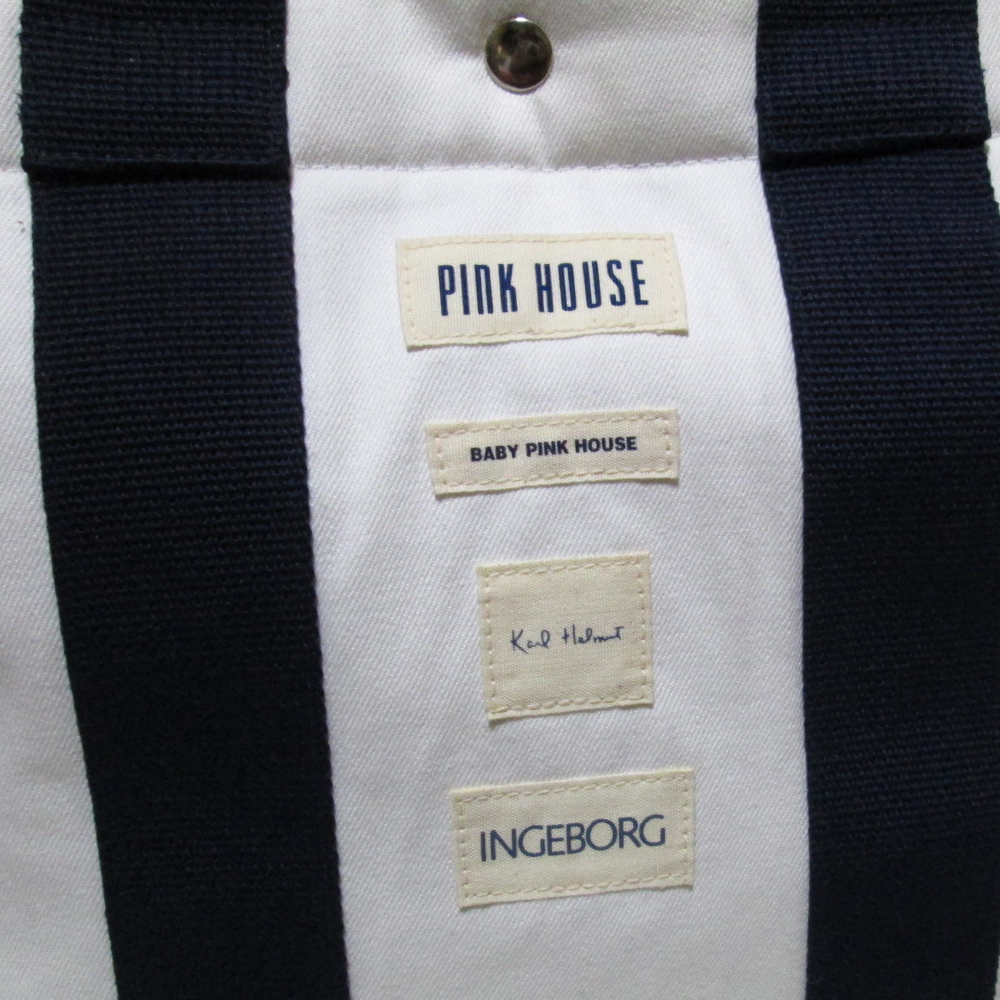 PINK HOUSE
BABY PINK HOUSE
Karl Helmut
INGEBORG